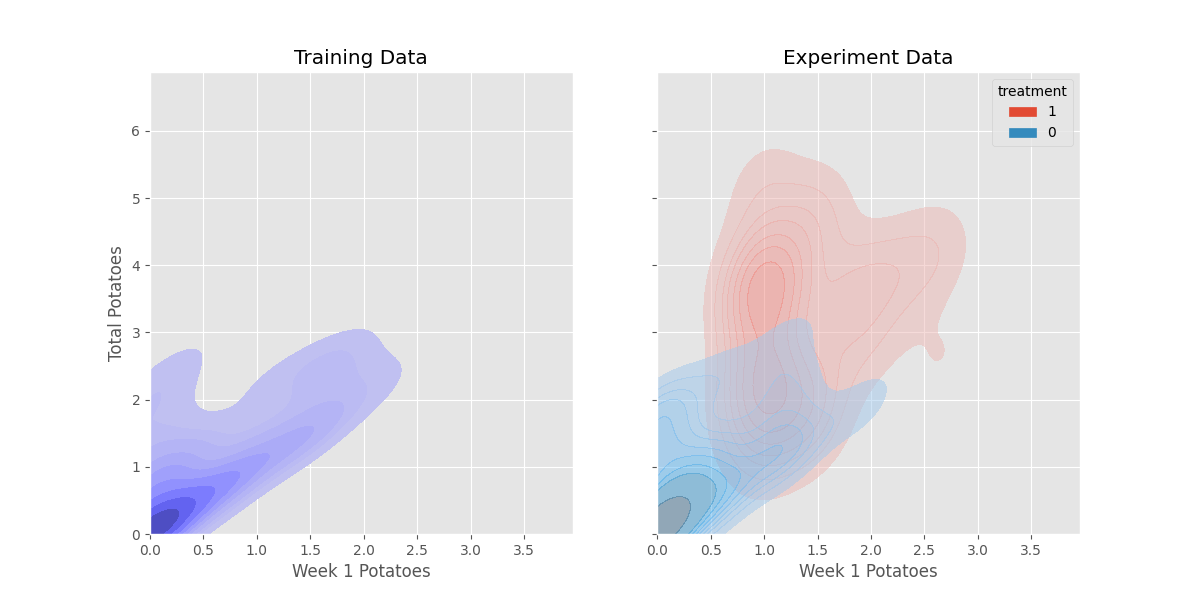 Training Data
Total Potatoes
6
5
4
3
2
1
0
0.0 0.5 1.0 1.5 2.0 2.5 3.0 3.5
Week 1 Potatoes
Experiment Data
treatment
1
0
0.0 0.5 1.0 1.5 2.0 2.5 3.0 3.5
Week 1 Potatoes